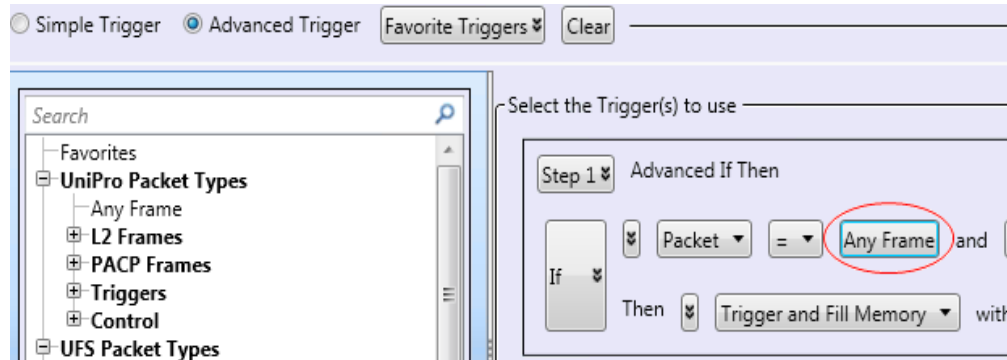 Simple Trigger Advanced Trigger Favorite Triggers Clear
Search
Favorites
UniPro Packet Types
Any Frame
L2 Frames
PACP Frames
Triggers
Control
UFS Packet Types
Select the Trigger(s) to use
Step 1 Advanced If Then
If
Packet = Any Frame and
Then Trigger and Fill Memory with